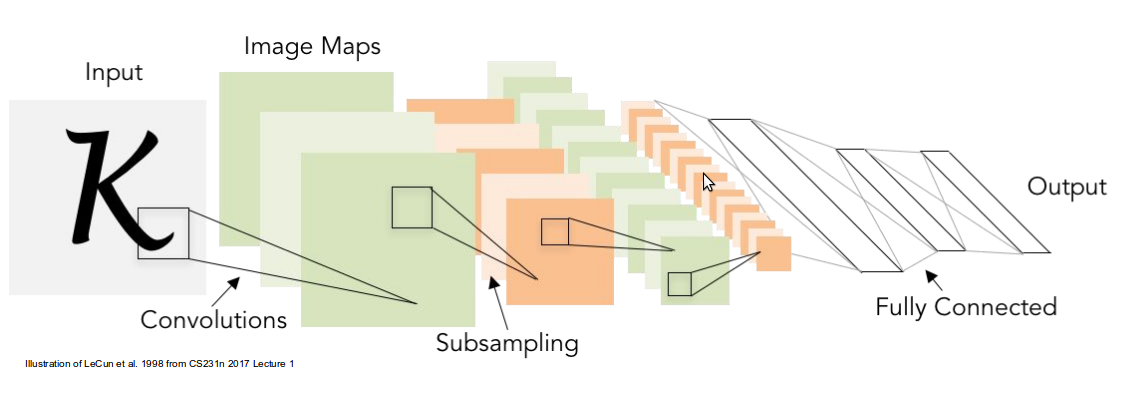 Image Maps
Input
K
Output
Convolutions
Fully Connected
Subsampling
Illustration of LeCun et al. 1998 from CS231n 2017 Lecture 1